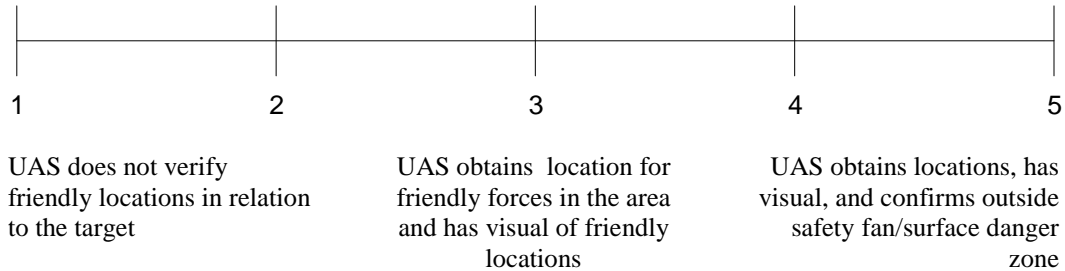 1 2 3 4 5
UAS does not verify
friendly locations in relation
to the target
UAS obtains location for
friendly forces in the area
and has visual of friendly
locations
UAS obtains locations, has
visual, and confirms outside
safety fan/surface danger
zone